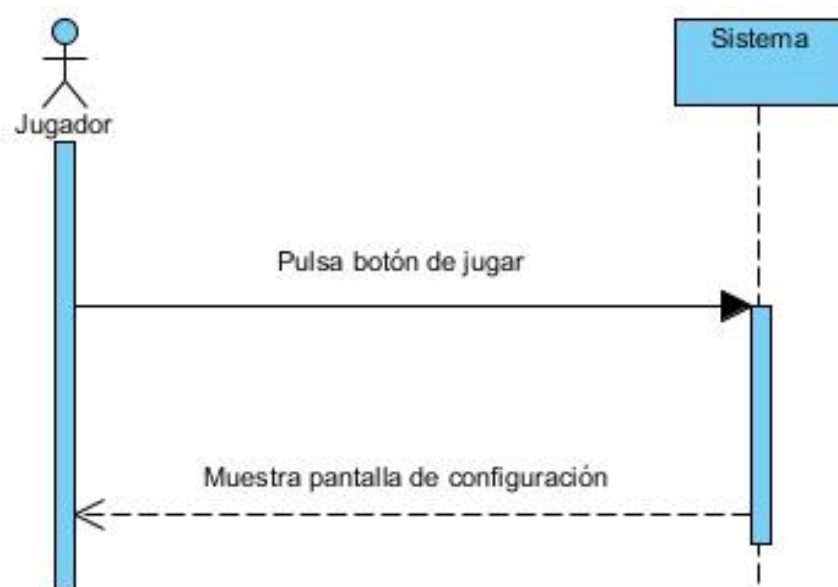 Sistema
Jugador
Pulsa botón de jugar
Muestra pantalla de configuración